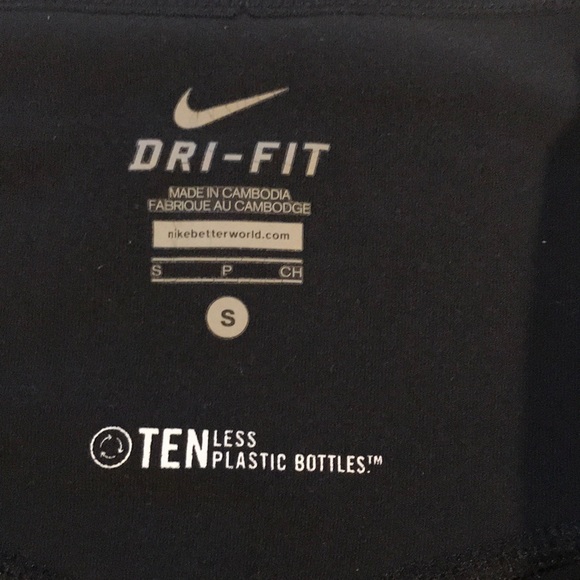 DRI-FIT
MADE IN CAMBODIA
FABRIQUE AU CAMBODGE
nikebetterworld.com
S P CH
S
TEN LESS
PLASTIC BOTTLES.™